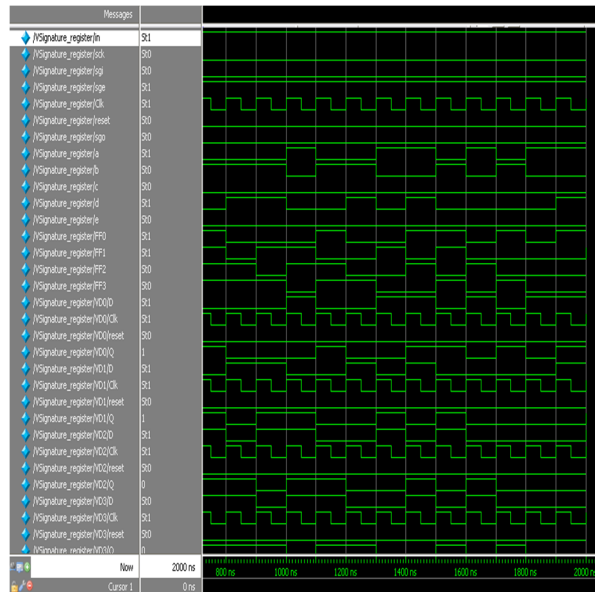 Messages
/VSignature_register/in St1
/VSignature_register/sck St0
/VSignature_register/sgi St0
/VSignature_register/sge St1
/VSignature_register/Clk St1
/VSignature_register/reset St0
/VSignature_register/sgo St0
/VSignature_register/a St1
/VSignature_register/b St0
/VSignature_register/c St0
/VSignature_register/d St1
/VSignature_register/e St0
/VSignature_register/FF0 St1
/VSignature_register/FF1 St1
/VSignature_register/FF2 St0
/VSignature_register/FF3 St0
/VSignature_register/VD0/D St1
/VSignature_register/VD0/Clk St1
/VSignature_register/VD0/reset St0
/VSignature_register/VD0/Q 1
/VSignature_register/VD1/D St1
/VSignature_register/VD1/Clk St1
/VSignature_register/VD1/reset St0
/VSignature_register/VD1/Q 1
/VSignature_register/VD2/D St1
/VSignature_register/VD2/Clk St1
/VSignature_register/VD2/reset St0
/VSignature_register/VD2/Q 0
/VSignature_register/VD3/D St0
/VSignature_register/VD3/Clk St1
/VSignature_register/VD3/reset St0
/VSignature_register/VD3/Q 0
Now 2000 ns 800 ns 1000 ns 1200 ns 1400 ns 1600 ns 1800 ns 2000 ns
Cursor 1 0 ns